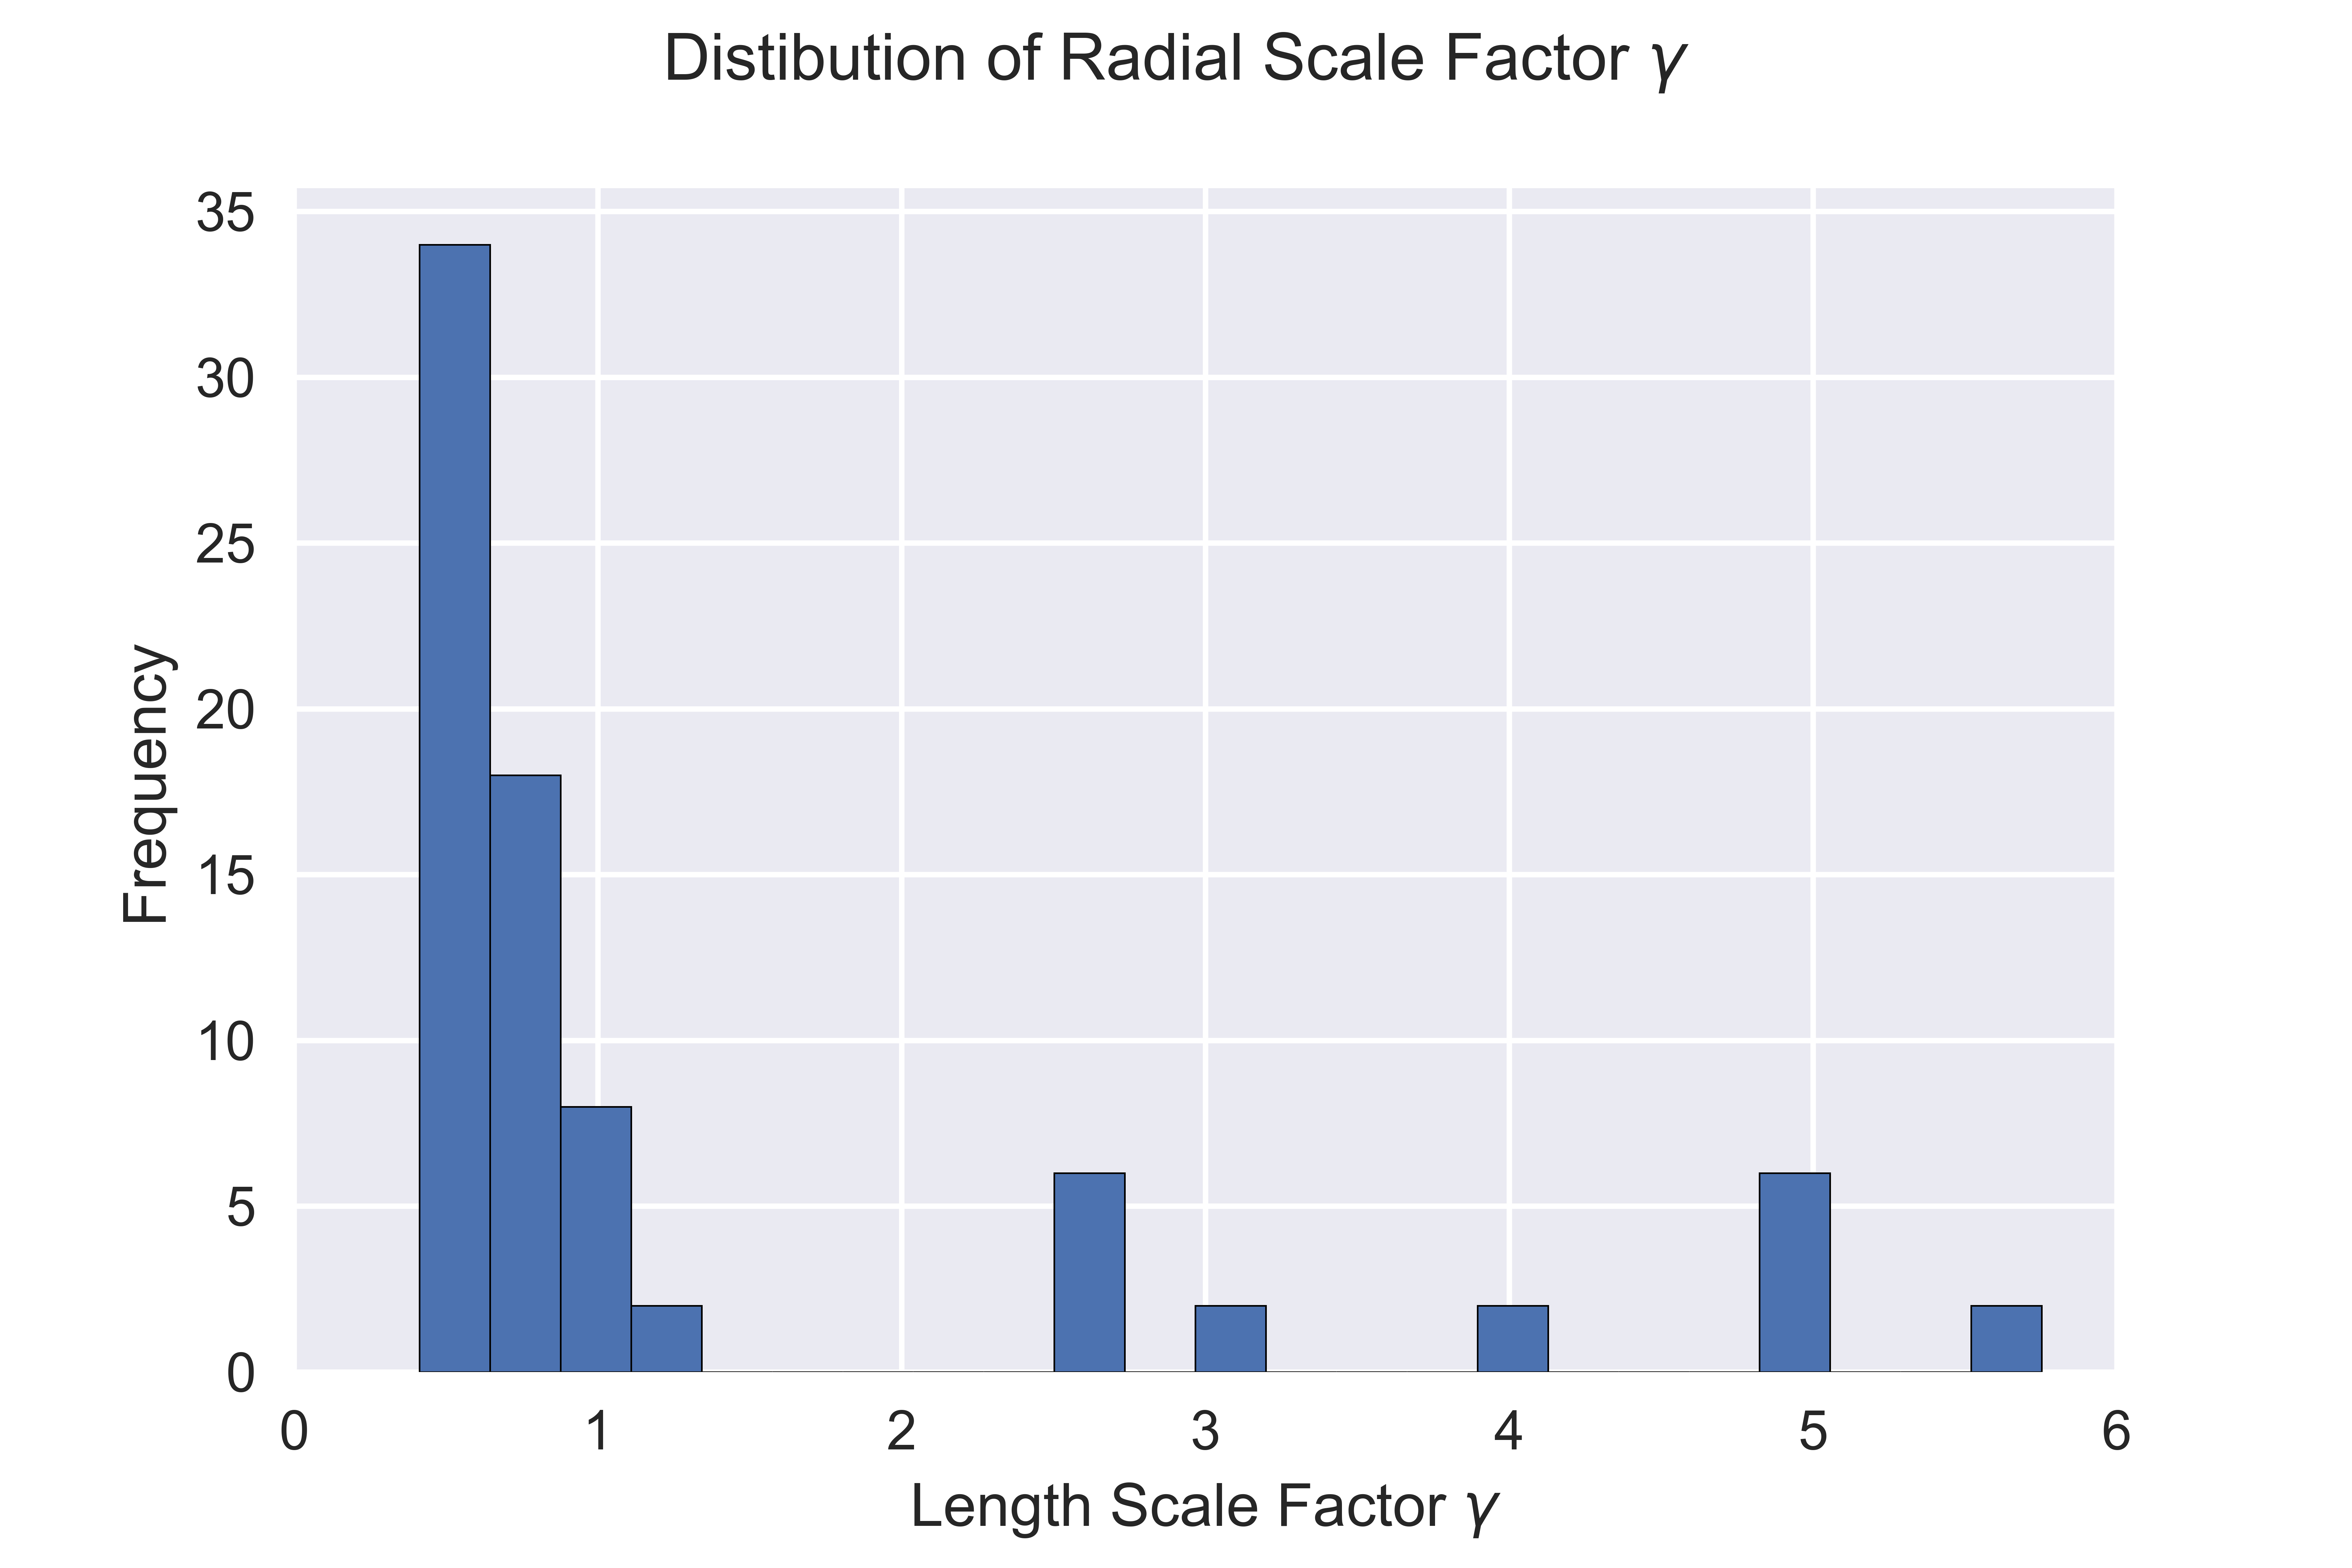 Distibution of Radial Scale Factor γ
35
30
25
20
15
10
5
0
Frequency
0 1 2 3 4 5 6
Length Scale Factor γ